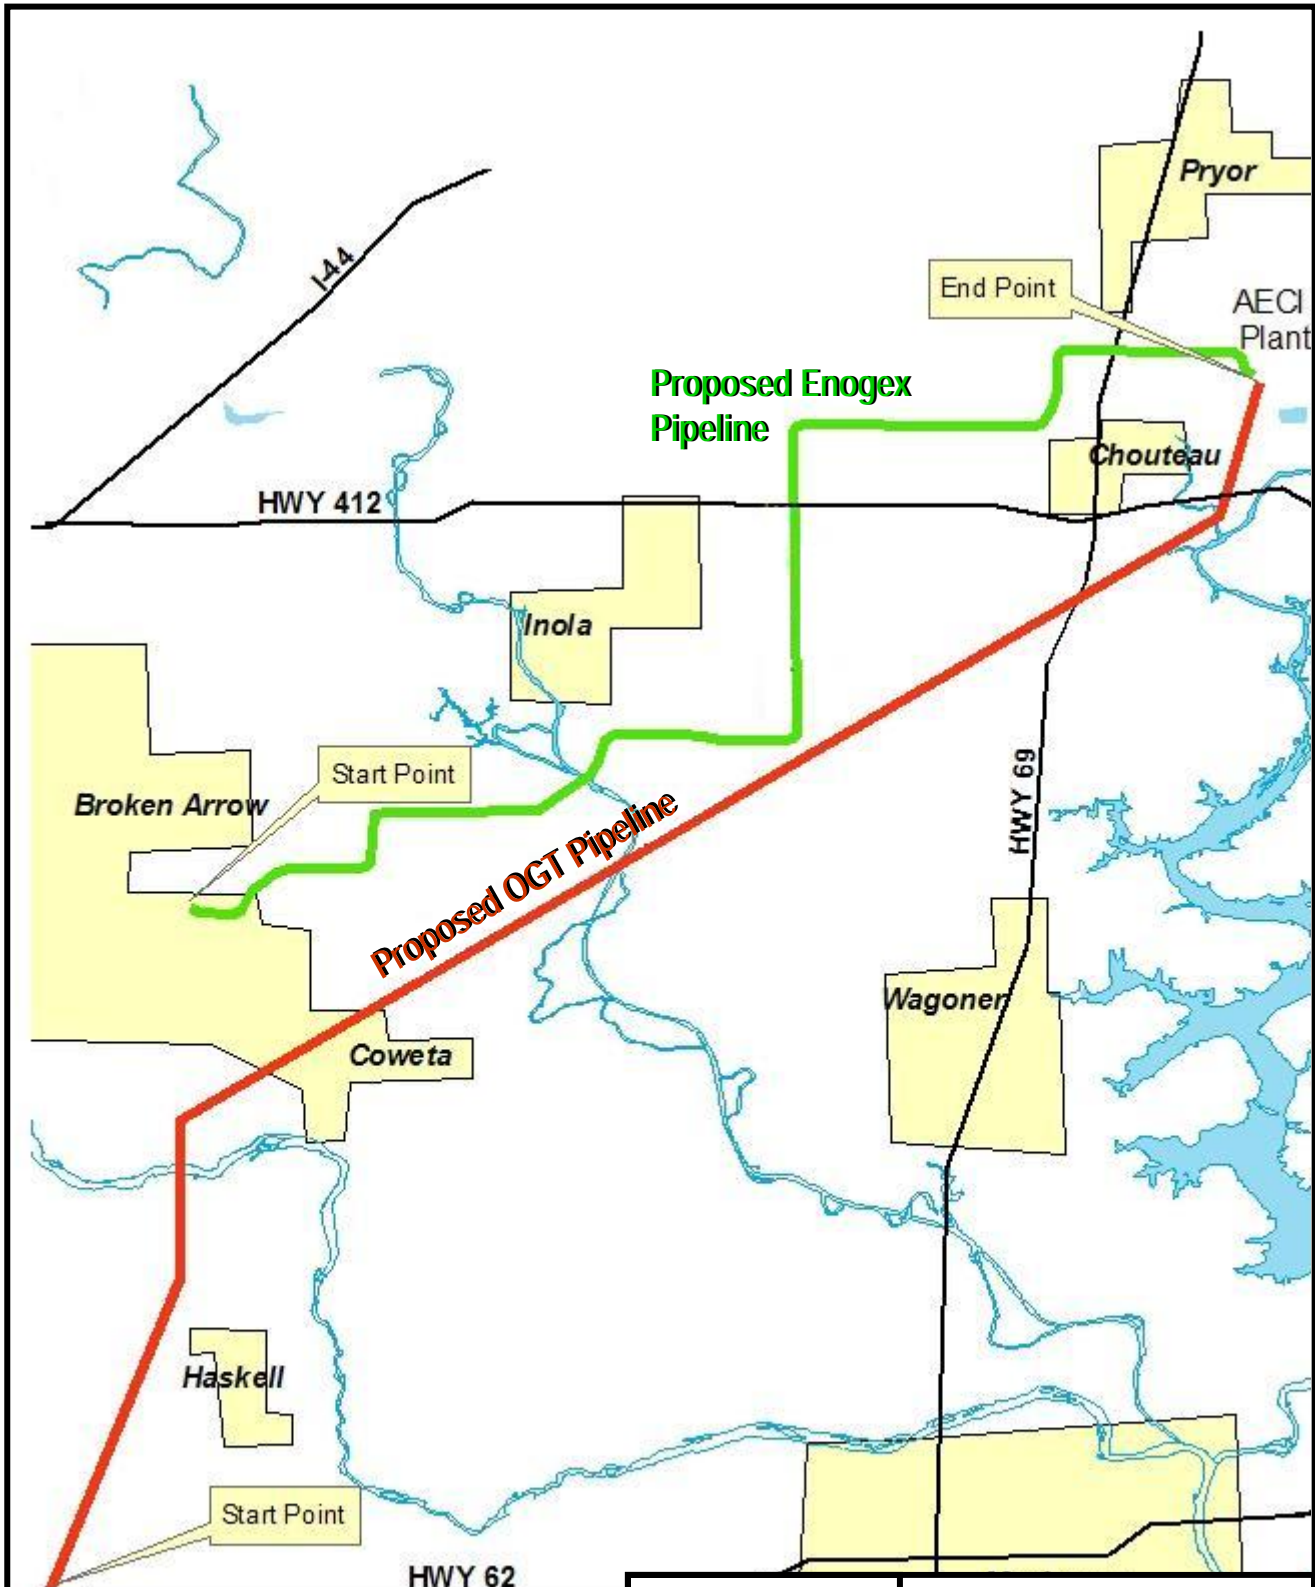 Pryor
I-44
End Point
AECI
Plant
Proposed Enogex
Pipeline
Chouteau
HWY 412
Inola
Start Point
Broken Arrow
HWY 69
Proposed OGT Pipeline
Wagoner
Coweta
Haskell
Start Point
HWY 62